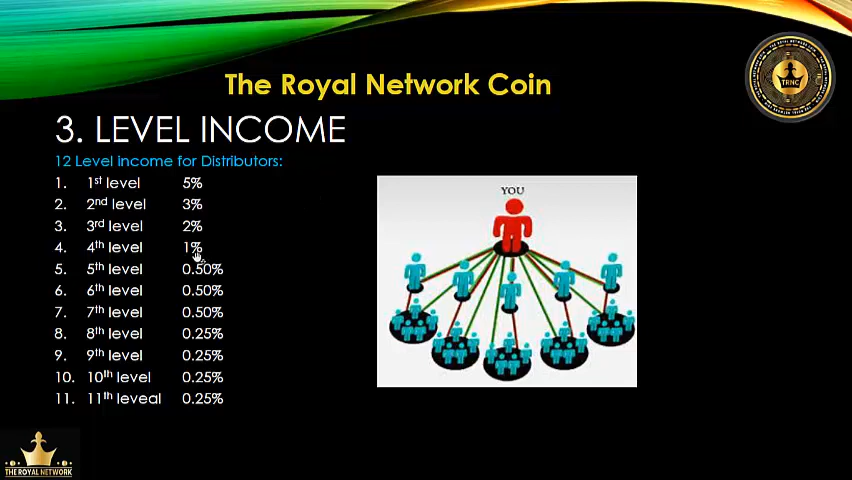 The Royal Network Coin
TRNC
3. LEVEL INCOME
12 Level income for Distributors:
1. 1st level 5%
2. 2nd level 3%
3. 3rd level 2%
4. 4th level 1%
5. 5th level 0.50%
6. 6th level 0.50%
7. 7th level 0.50%
8. 8th level 0.25%
9. 9th level 0.25%
10. 10th level 0.25%
11. 11th leveal 0.25%
YOU
THE ROYAL NETWORK